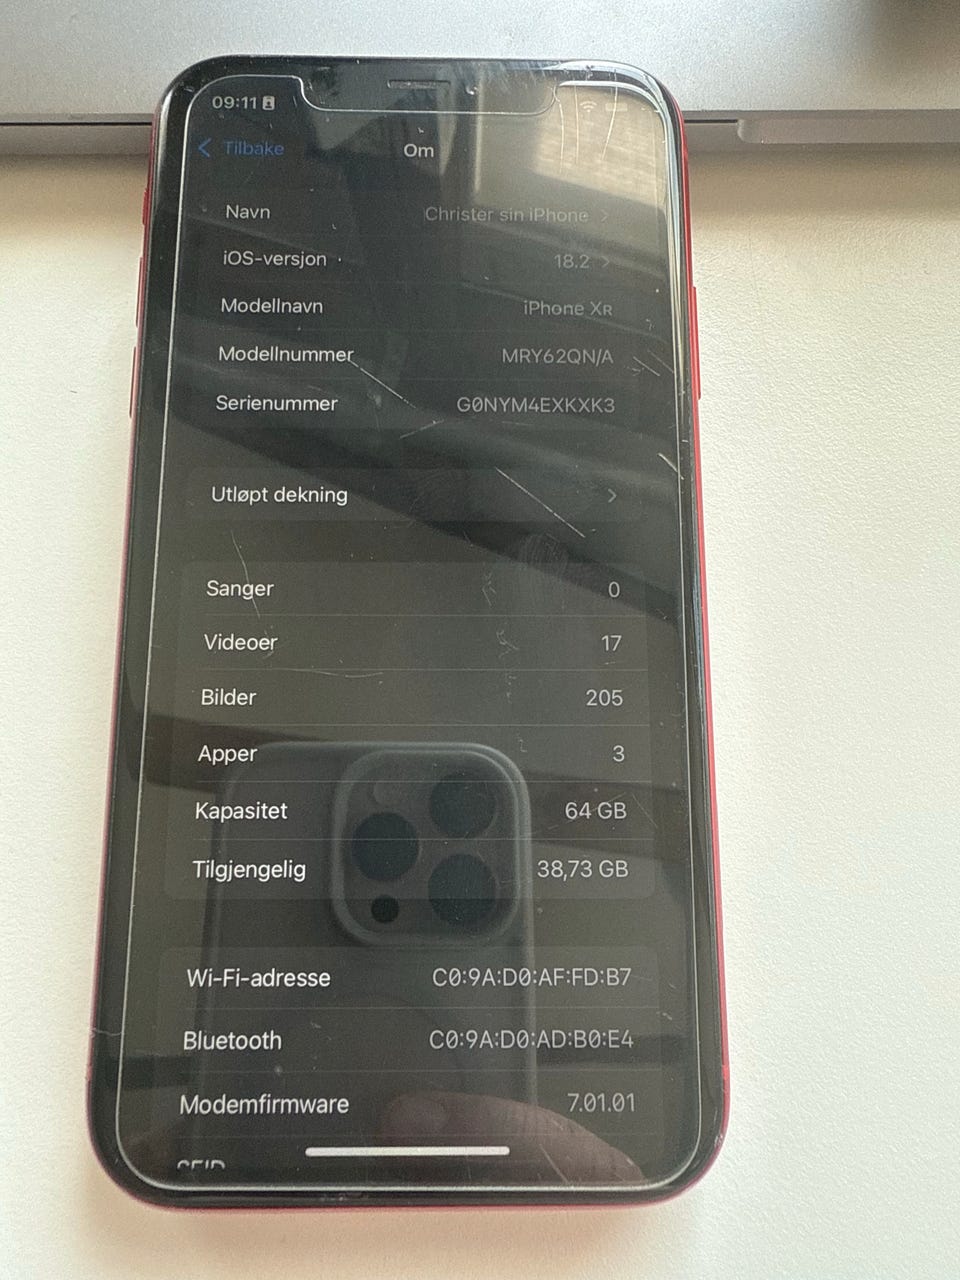 09:11
Tilbake
Om
Navn Christer sin iPhone
iOS-versjon 18.2
Modellnavn iPhone XR
Modellnummer MRY62QN/A
Serienummer G0NYM4EXKXK3
Utløpt dekning
Sanger 0
Videoer 17
Bilder 205
Apper 3
Kapasitet 64 GB
Tilgjengelig 38,73 GB
Wi-Fi-adresse C0:9A:D0:AF:FD:B7
Bluetooth C0:9A:D0:AD:B0:E4
Modemfirmware 7.01.01
SEID